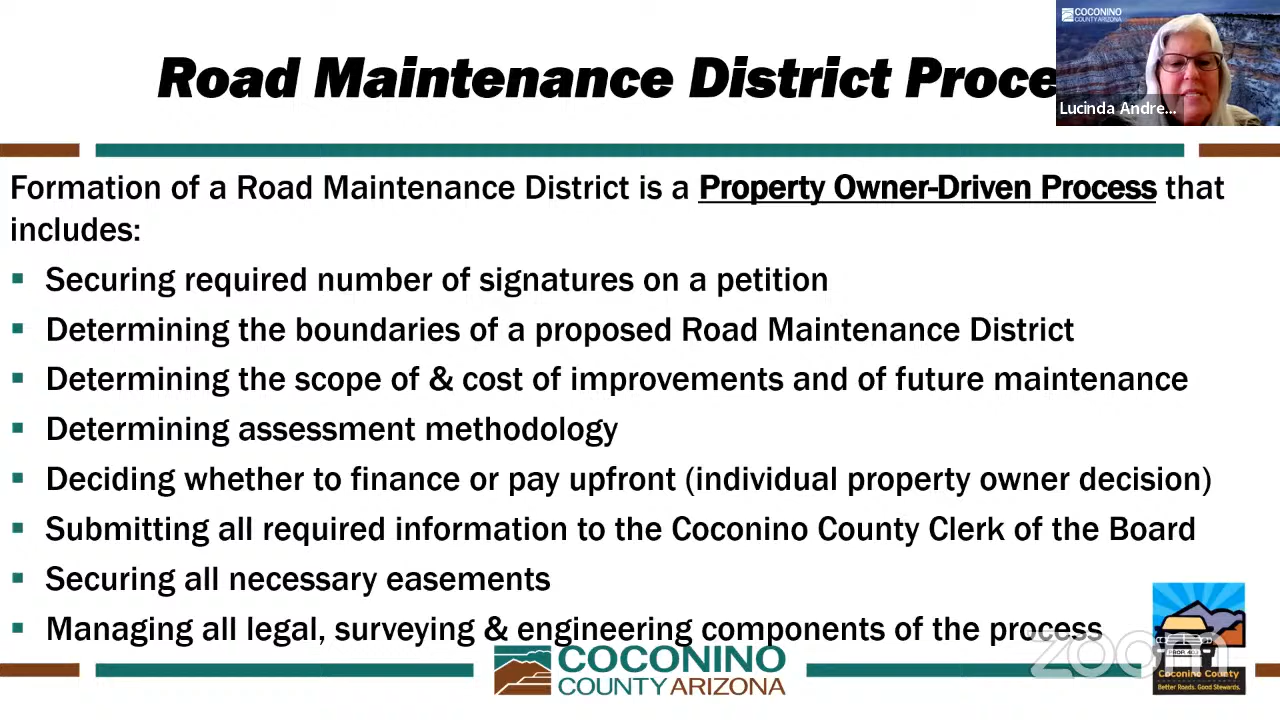 Road Maintenance District Proce
COCONINO
COUNTY ARIZONA
Lucinda Andre...
Formation of a Road Maintenance District is a Property Owner-Driven Process that
includes:
▪ Securing required number of signatures on a petition
▪ Determining the boundaries of a proposed Road Maintenance District
▪ Determining the scope of & cost of improvements and of future maintenance
▪ Determining assessment methodology
▪ Deciding whether to finance or pay upfront (individual property owner decision)
▪ Submitting all required information to the Coconino County Clerk of the Board
▪ Securing all necessary easements
▪ Managing all legal, surveying & engineering components of the process
COCONINO
COUNTY ARIZONA
zoom
Coconino County
Better Roads. Good Stewards.